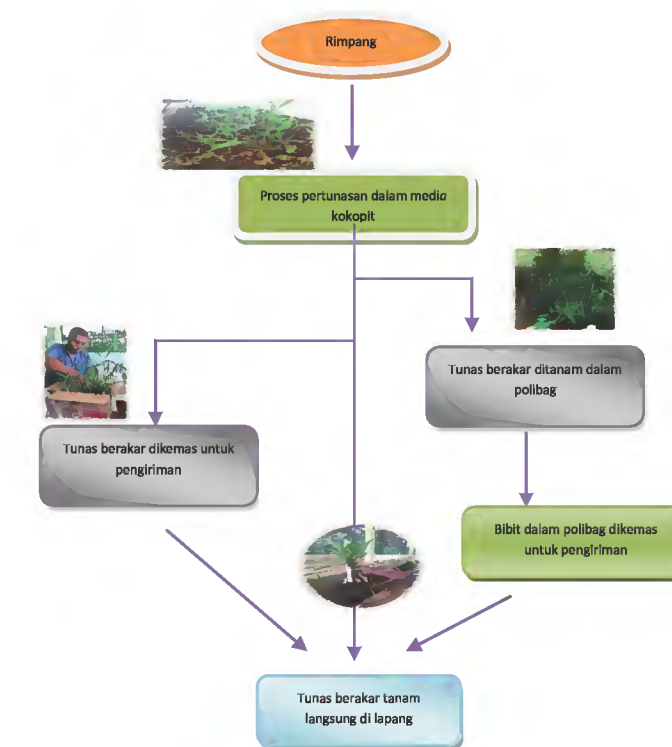 Rimpang
Proses pertunasan dalam media
kokopit
Tunas berakar ditanam dalam
polibag
Tunas berakar dikemas untuk
pengiriman
Bibit dalam polibag dikemas
untuk pengiriman
Tunas berakar tanam
langsung di lapang